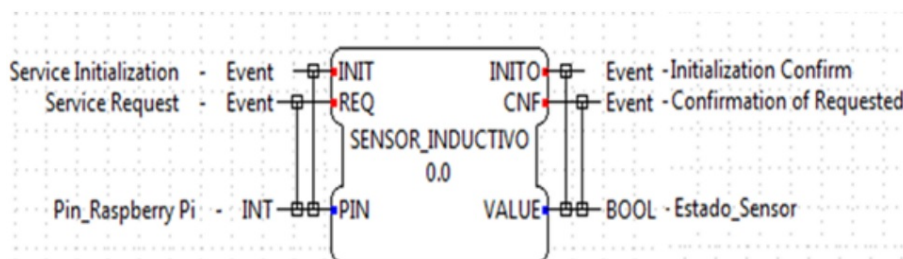 Service Initialization - Event INIT INITO Event - Initialization Confirm
Service Request - Event REQ CNF Event - Confirmation of Requested
SENSOR_INDUCTIVO
0.0
Pin_Raspberry Pi - INT PIN VALUE BOOL - Estado_Sensor